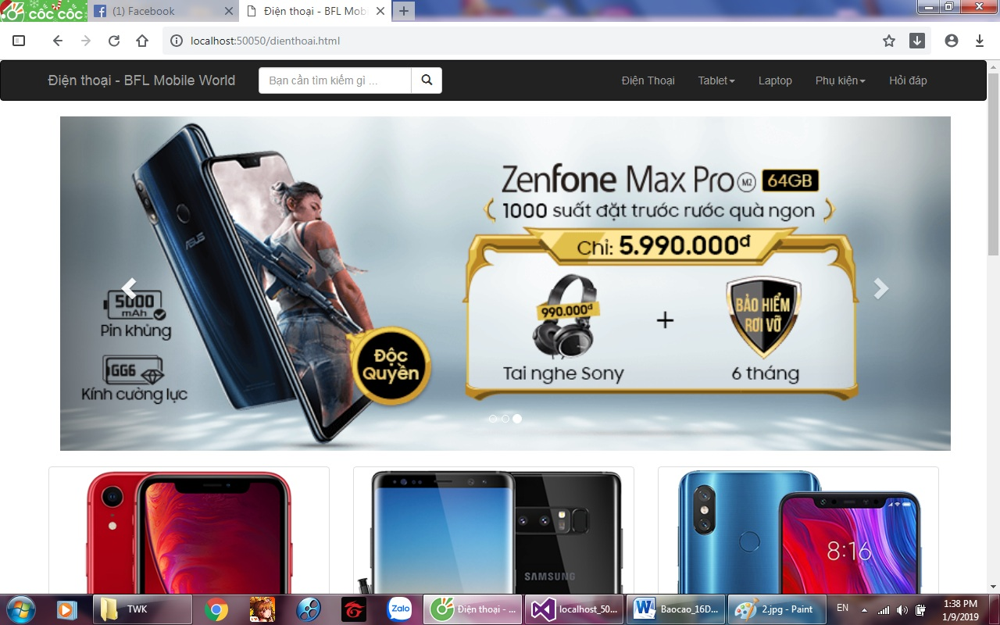 CỐC CỐC
(1) Facebook
Điện thoại - BFL Mob
localhost:50050/dienthoai.html
Điện thoại - BFL Mobile World
Bạn cần tìm kiếm gì ...
Điện Thoại
Tablet
Laptop
Phụ kiện
Hỏi đáp
Zenfone Max Pro M2 64GB
1000 suất đặt trước rước quà ngon
Chỉ: 5.990.000đ
ASUS
5000
mAh
Pin khủng
GG6
Kính cường lực
Độc
Quyền
990.000đ
+
BẢO HIỂM
RƠI VỠ
Tai nghe Sony
6 tháng
SAMSUNG
8:16
TWK
Zalo
Điện thoại - ...
localhost_50...
Baocao_16D...
2.jpg - Paint
EN
1:38 PM
1/9/2019